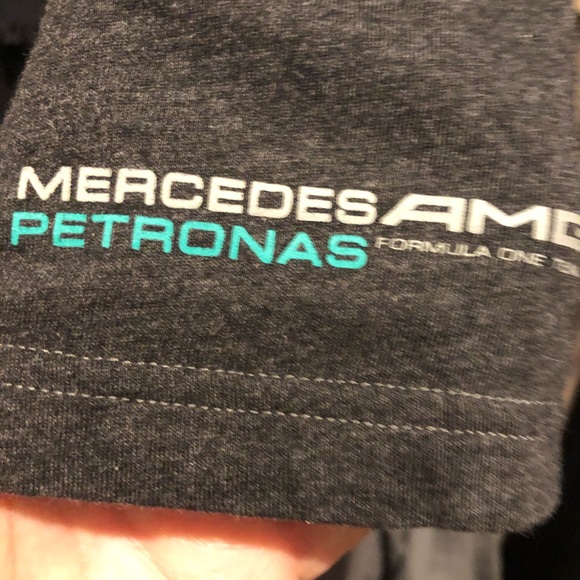 MERCEDES AMG
PETRONAS FORMULA ONE